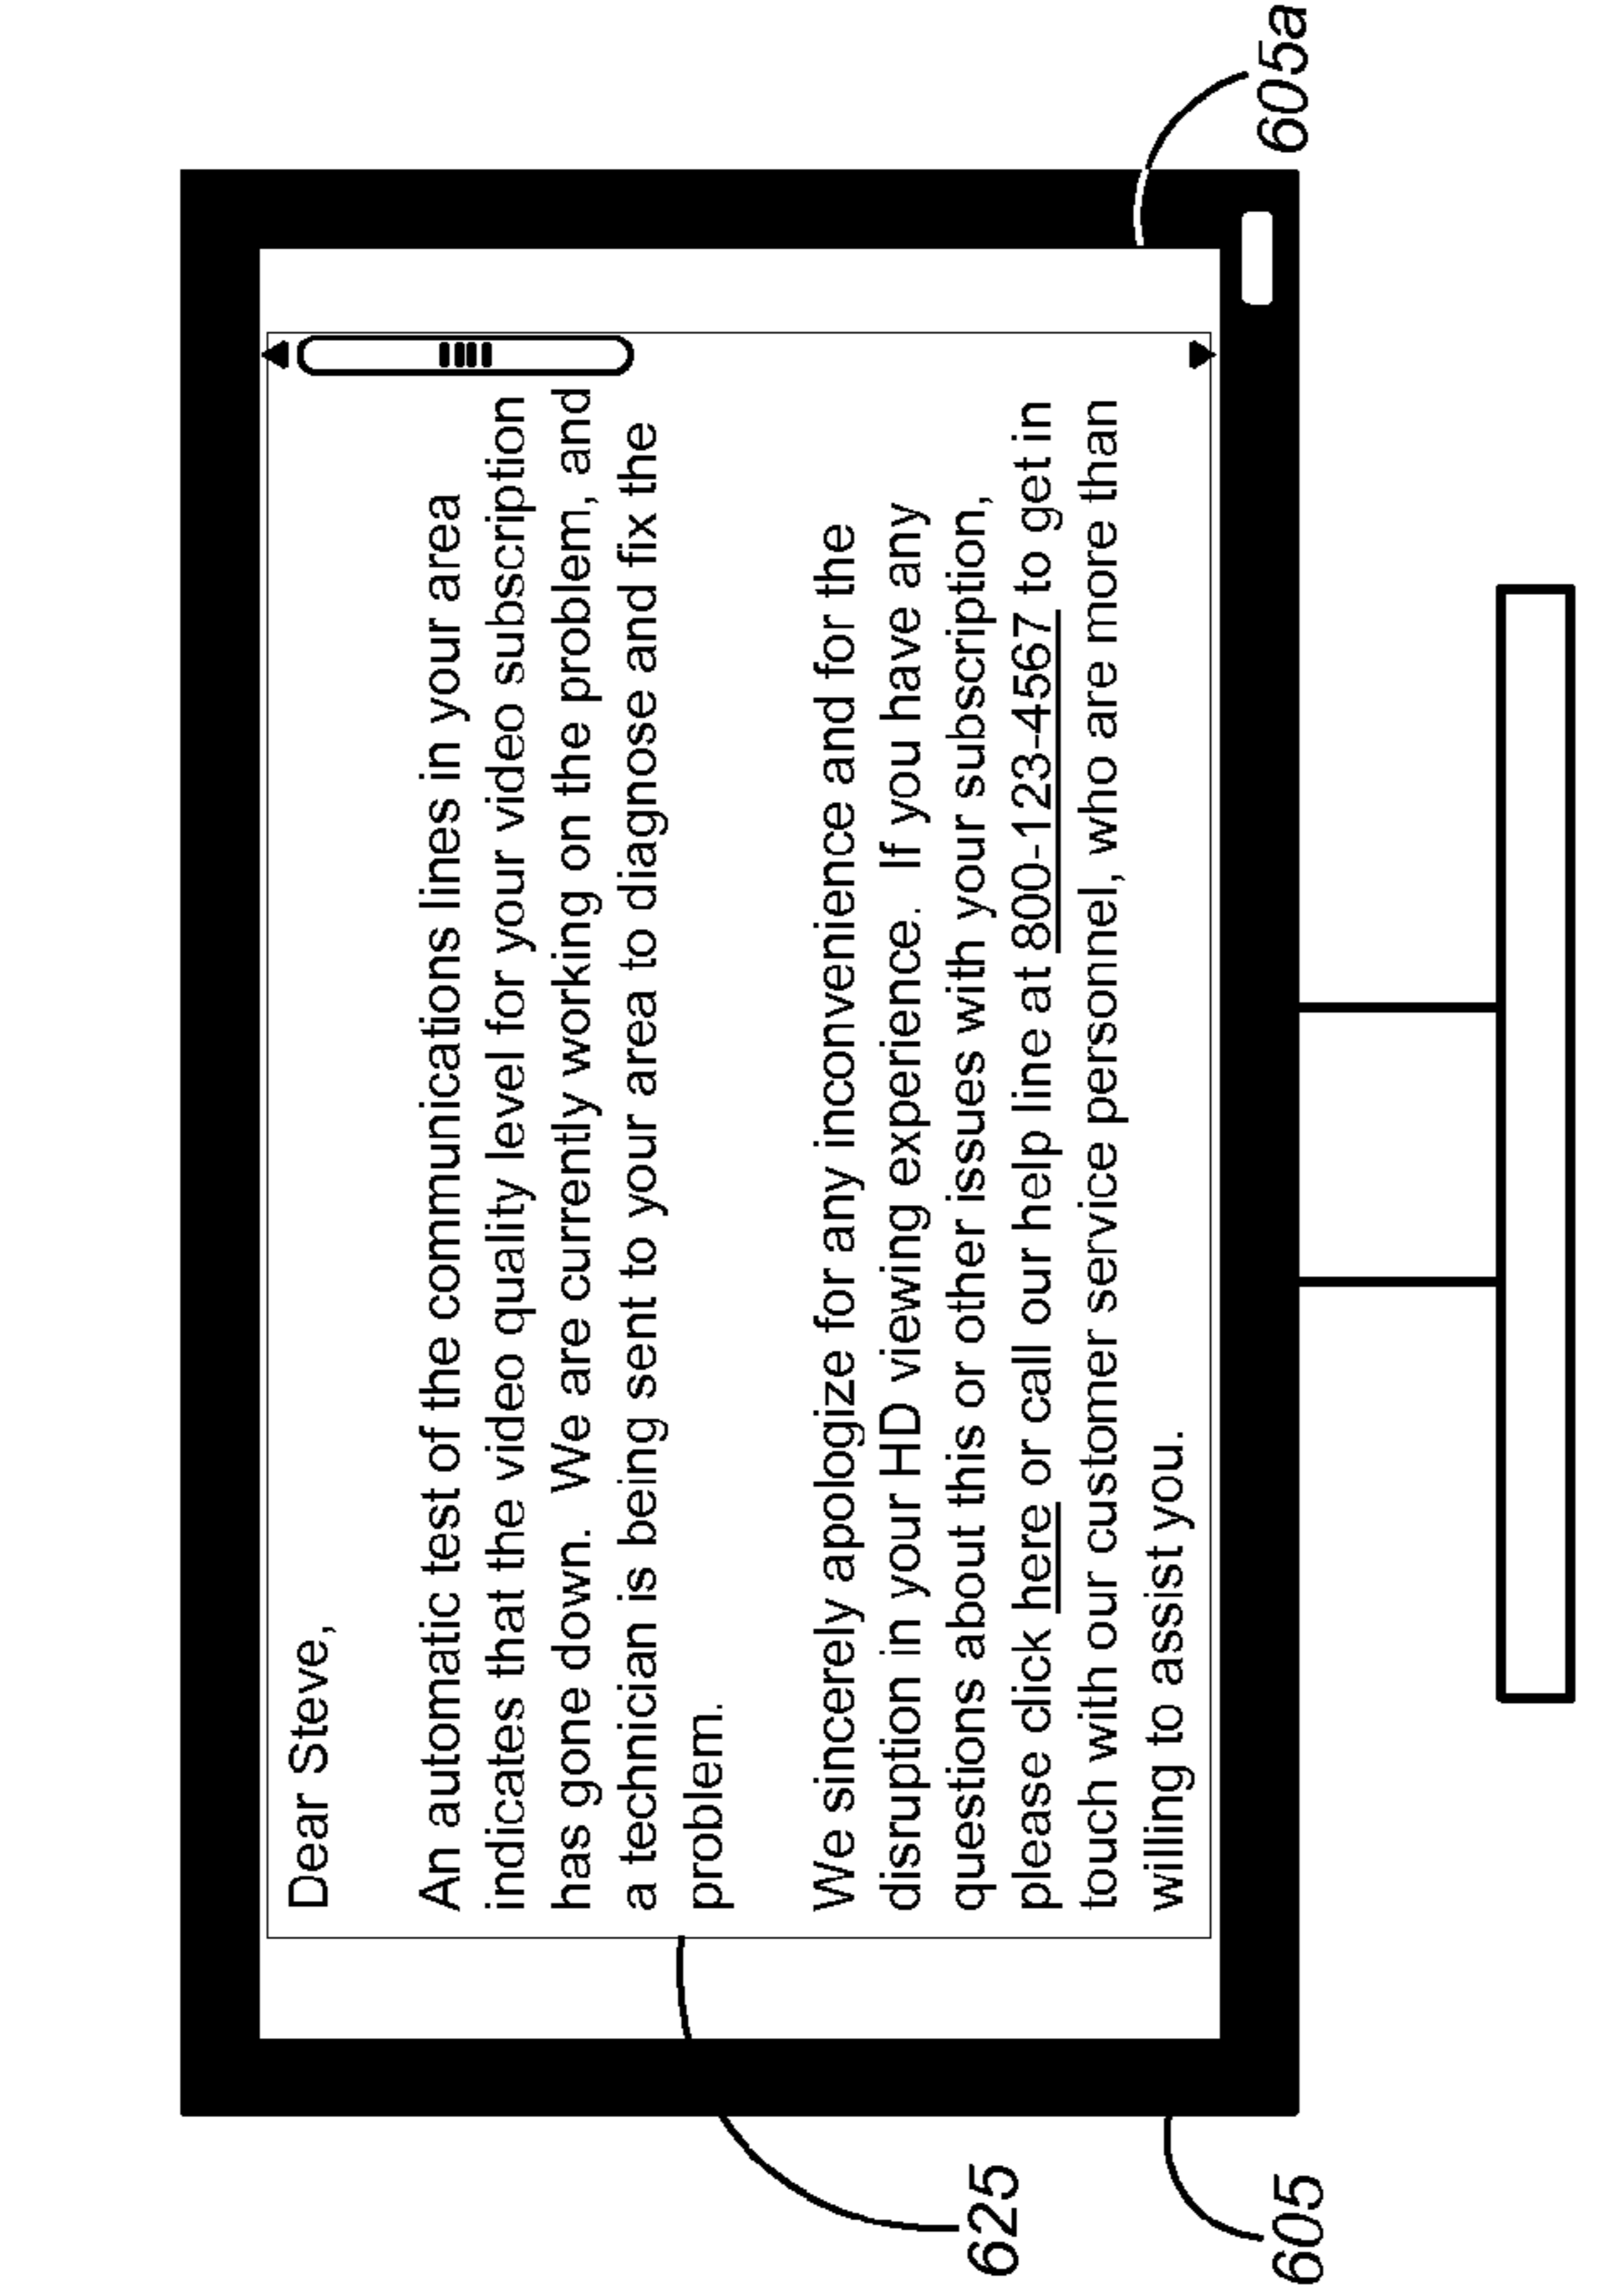 605a
Dear Steve,
An automatic test of the communications lines in your area
indicates that the video quality level for your video subscription
has gone down.  We are currently working on the problem, and
a technician is being sent to your area to diagnose and fix the
problem.
We sincerely apologize for any inconvenience and for the
disruption in your HD viewing experience.  If you have any
questions about this or other issues with your subscription,
please click here or call our help line at 800-123-4567 to get in
touch with our customer service personnel, who are more than
willing to assist you.
625
605